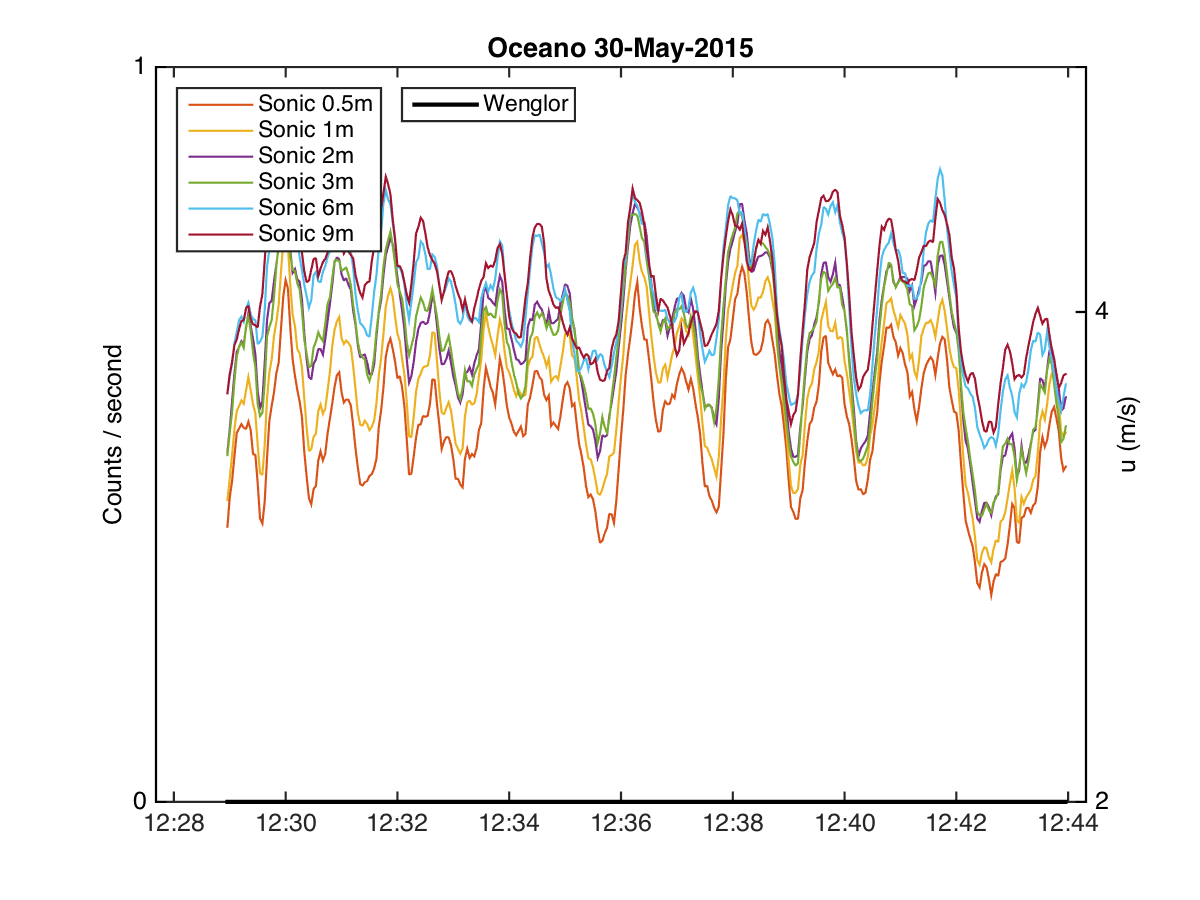 Oceano 30-May-2015
1
Sonic 0.5m
Sonic 1m
Sonic 2m
Sonic 3m
Sonic 6m
Sonic 9m
Wenglor
Counts / second
4
u (m/s)
0
2
12:28 12:30 12:32 12:34 12:36 12:38 12:40 12:42 12:44